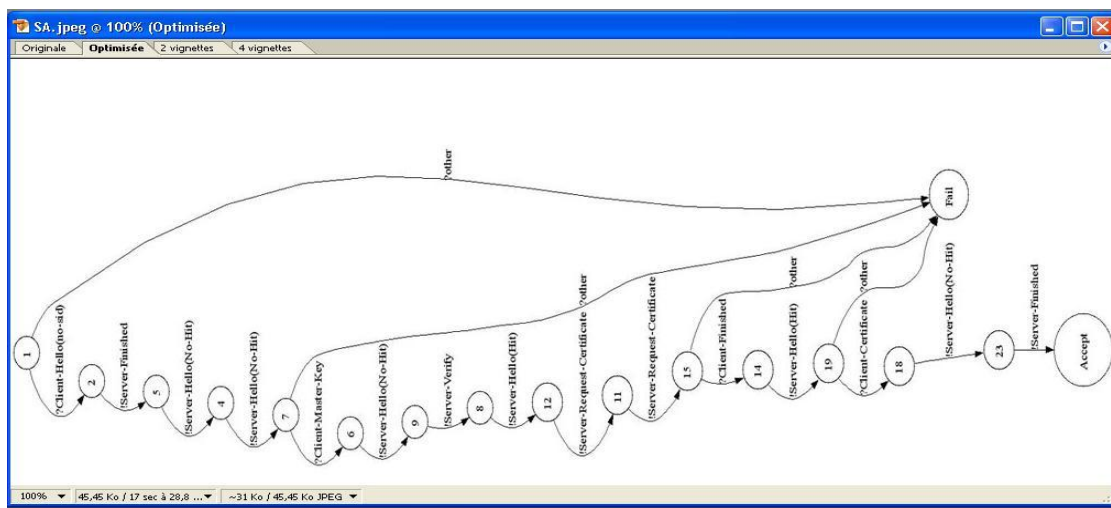 SA.jpeg @ 100% (Optimisée)
Originale
Optimisée
2 vignettes
4 vignettes
?other
Fail
1
?Client-Hello(no-sid)
2
!Server-Finished
5
!Server-Hello(No-Hit)
4
!Server-Hello(No-Hit)
7
?Client-Master-Key
6
!Server-Hello(No-Hit)
9
!Server-Verify
8
!Server-Hello(Hit)
12
!Server-Request-Certificate
?other
11
!Server-Request-Certificate
15
?Client-Finished
?other
14
!Server-Hello(Hit)
19
?Client-Certificate
?other
18
!Server-Hello(No-Hit)
23
!Server-Finished
Accept
100%
45,45 Ko / 17 sec à 28,8 ...
~31 Ko / 45,45 Ko JPEG